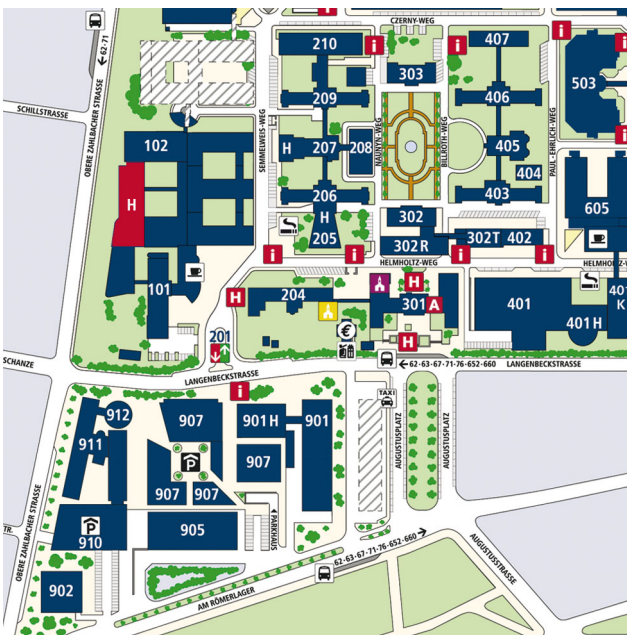 CZERNY-WEG
62-71
210
i
i
407
i
303
503
i
SCHILLSTRASSE
OBERE ZAHLBACHER STRASSE
209
406
SEMMELWEIS-WEG
NAUNYN-WEG
BILLROTH-WEG
PAUL-EHRLICH-WEG
102
H
207
208
405
i
404
206
403
H
H
205
302
605
302R
302T
402
i
i
i
i
HELMHOLTZ-WEG
HELMHOLTZ-WEG
101
H
204
H
301
A
401
401H
K
201
€
H
SCHANZE
62-63-67-71-76-652-660
LANGENBECKSTRASSE
LANGENBECKSTRASSE
i
TAXI
912
907
901H
901
911
907
P
907
907
AUGUSTUSPLATZ
AUGUSTUSPLATZ
P
910
905
PARKHAUS
TR.
OBERE ZAHLBACHER STRASSE
62-63-67-71-76-652-660
AUGUSTUSSTRASSE
902
AM RÖMERLAGER